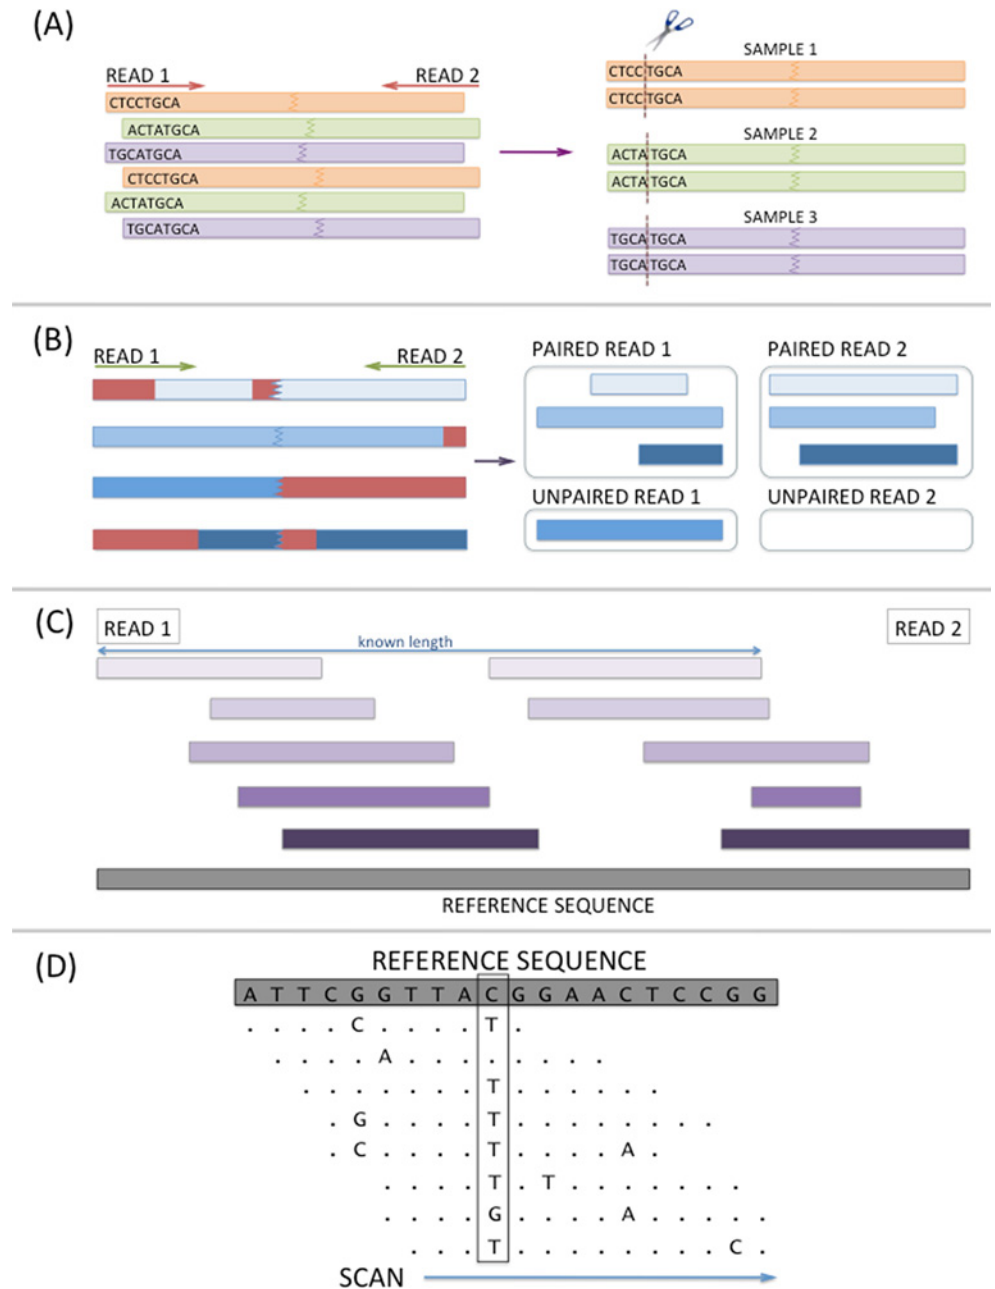 (A)
READ 1 READ 2
CTCCTGCA
ACTATGCA
TGCATGCA
CTCCTGCA
ACTATGCA
TGCATGCA
SAMPLE 1
CTCCTGCA
CTCCTGCA
SAMPLE 2
ACTATGCA
ACTATGCA
SAMPLE 3
TGCATGCA
TGCATGCA
(B)
READ 1 READ 2
PAIRED READ 1 PAIRED READ 2
UNPAIRED READ 1 UNPAIRED READ 2
(C)
READ 1 READ 2
known length
REFERENCE SEQUENCE
(D)
REFERENCE SEQUENCE
A T T C G G T T A C G G A A C T C C G G
. . . . C . . . . T .
. . . . A . . . . . . . .
. . . . . . . T . . . . . .
. G . . . . T . . . . . . . .
. C . . . . T . . . . A .
. . . . T . T . . . . . . .
. . . . G . . . . A . . . . .
. . . T . . . . . . . . C .
SCAN